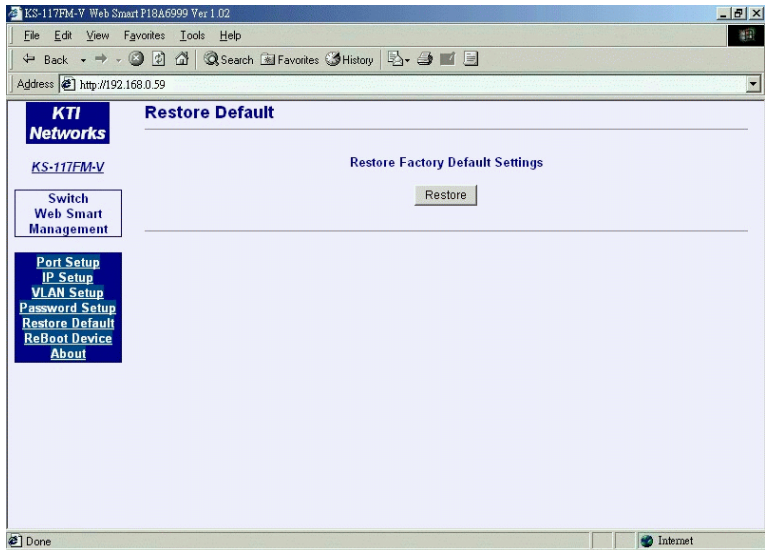 KS-117FM-V Web Smart P18A6999 Ver 1.02
File Edit View Favorites Tools Help
Back Search Favorites History
Address http://192.168.0.59
KTI
Networks
KS-117FM-V
Switch
Web Smart
Management
Port Setup
IP Setup
VLAN Setup
Password Setup
Restore Default
ReBoot Device
About
Restore Default
Restore Factory Default Settings
Restore
Done Internet